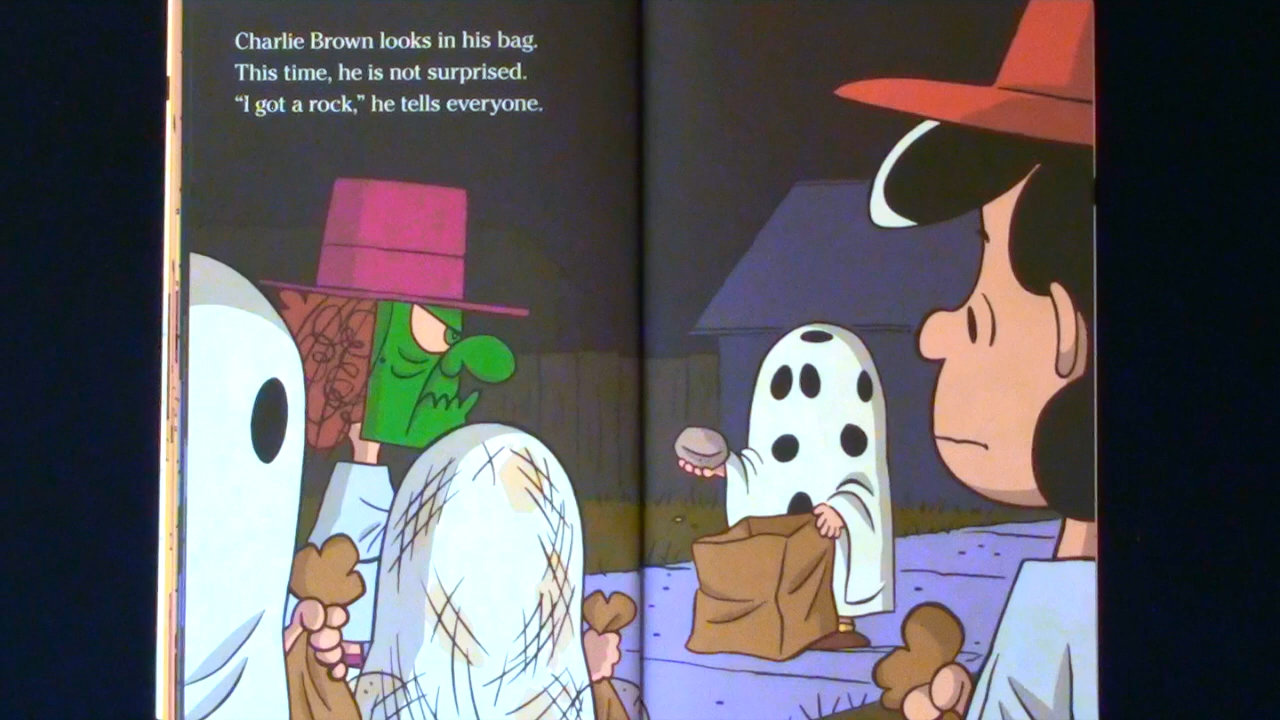 Charlie Brown looks in his bag.
This time, he is not surprised.
“I got a rock,” he tells everyone.